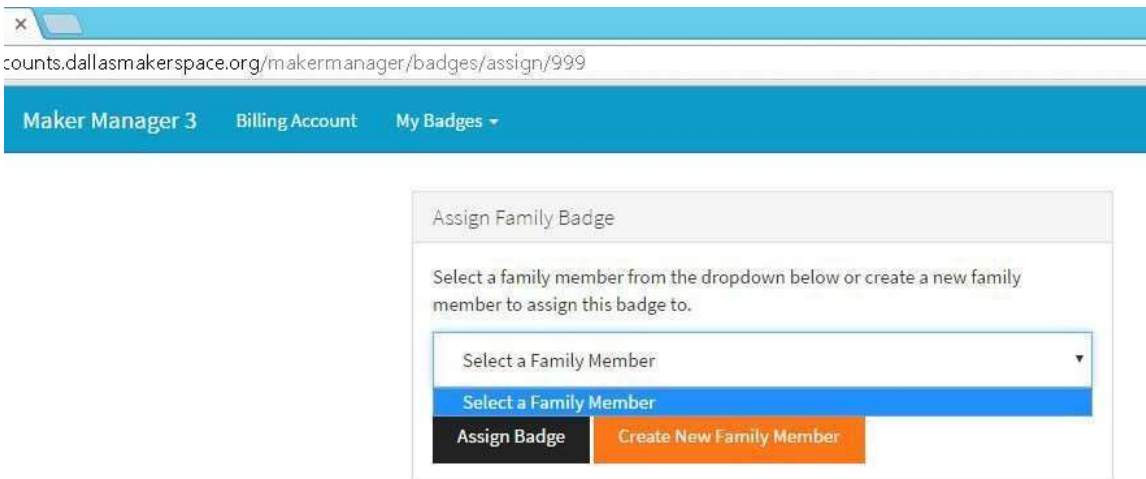 counts.dallasmakerspace.org/makermanager/badges/assign/999
Maker Manager 3 Billing Account My Badges
Assign Family Badge
Select a family member from the dropdown below or create a new family
member to assign this badge to.
Select a Family Member
Select a Family Member
Assign Badge Create New Family Member